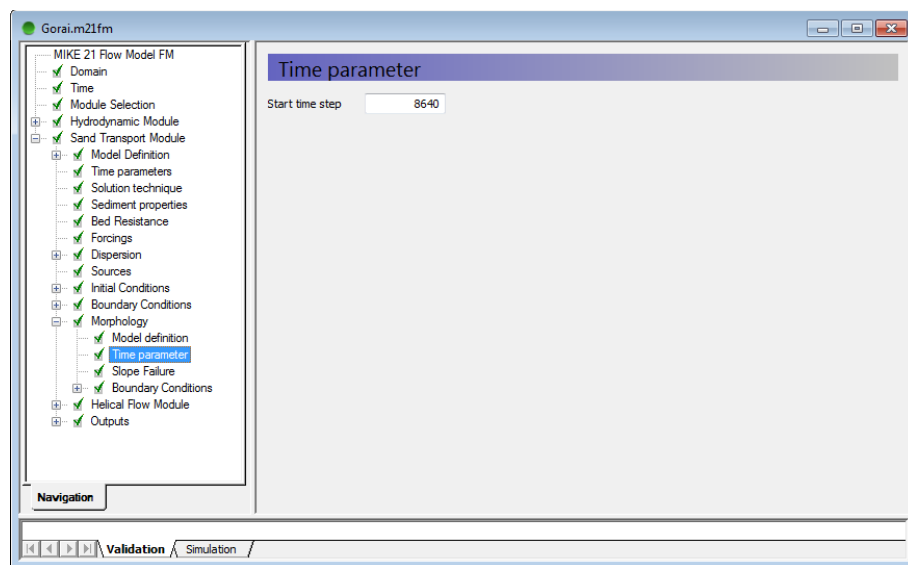 Gorai.m21fm
MIKE 21 Flow Model FM
Domain
Time
Module Selection
Hydrodynamic Module
Sand Transport Module
Model Definition
Time parameters
Solution technique
Sediment properties
Bed Resistance
Forcings
Dispersion
Sources
Initial Conditions
Boundary Conditions
Morphology
Model definition
Time parameter
Slope Failure
Boundary Conditions
Helical Flow Module
Outputs
Navigation
Time parameter
Start time step 8640
Validation Simulation